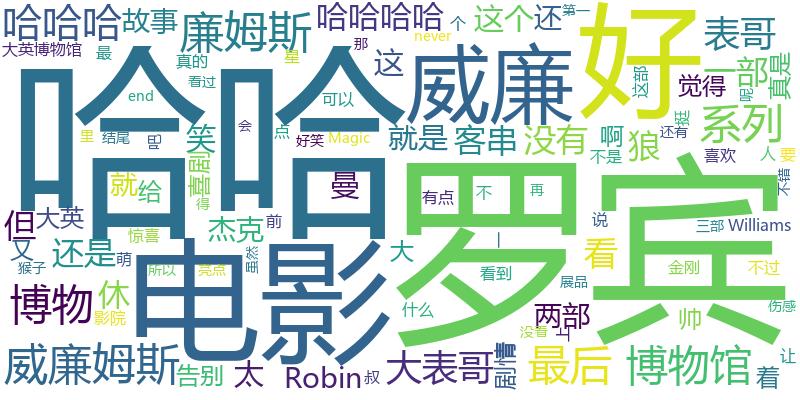 哈哈哈 故事 廉姆斯 哈哈哈哈 个 这个 还 第一 表哥
大英博物馆 最 真的 星 这 那 never 威廉 好 这部 觉得 一部 真是
end 看过 哈哈 可以 呢
里 结尾 笑 会 点 好笑 Magic 就是 客串 没有 啊 挺 系列
喜剧 不是 狼 还有 喜欢 人 要
就 给 得 曼 有点 不 再 罗宾 不错
但 大英 杰克 前 说 三部 Williams
又 还是 惊喜 虽然 大 一 看
猴子 萌 所以 亮点 电影 看到 展品 金刚 不过
博物 休 影院 什么 两部 帅 伤感
没看 上
威廉姆斯 告别 太 Robin 叔 大表哥 剧情 最后 博物馆 着 让